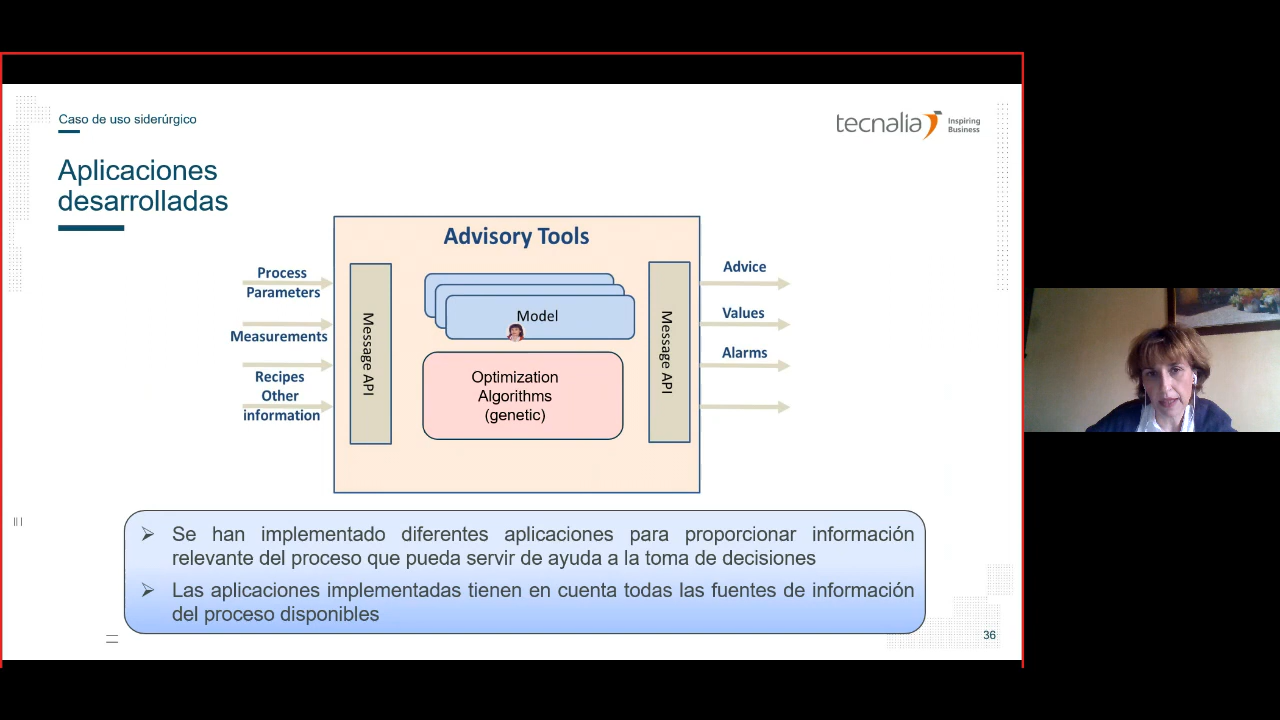 Caso de uso siderúrgico
tecnalia
Inspiring
Business
Aplicaciones
desarrolladas
Advisory Tools
Process
Parameters
Measurements
Recipes
Other
information
Message API
Model
Optimization
Algorithms
(genetic)
Message API
Advice
Values
Alarms
Se han implementado diferentes aplicaciones para proporcionar información
relevante del proceso que pueda servir de ayuda a la toma de decisiones
Las aplicaciones implementadas tienen en cuenta todas las fuentes de información
del proceso disponibles
36